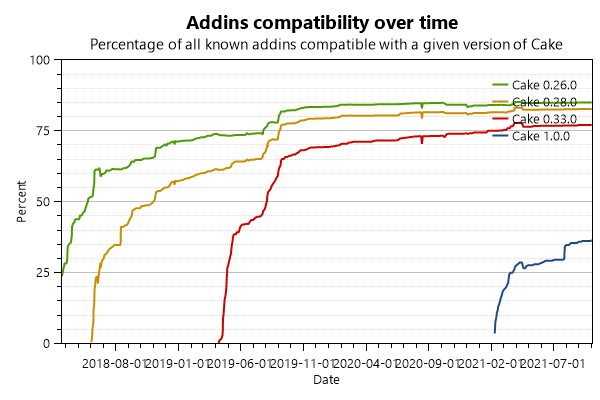 Addins compatibility over time
Percentage of all known addins compatible with a given version of Cake
100
Cake 0.26.0
Cake 0.28.0
Cake 0.33.0
Cake 1.0.0
75
50
25
0
Percent
2018-08-01 2019-01-01 2019-06-01 2019-11-01 2020-04-01 2020-09-01 2021-02-01 2021-07-01
Date